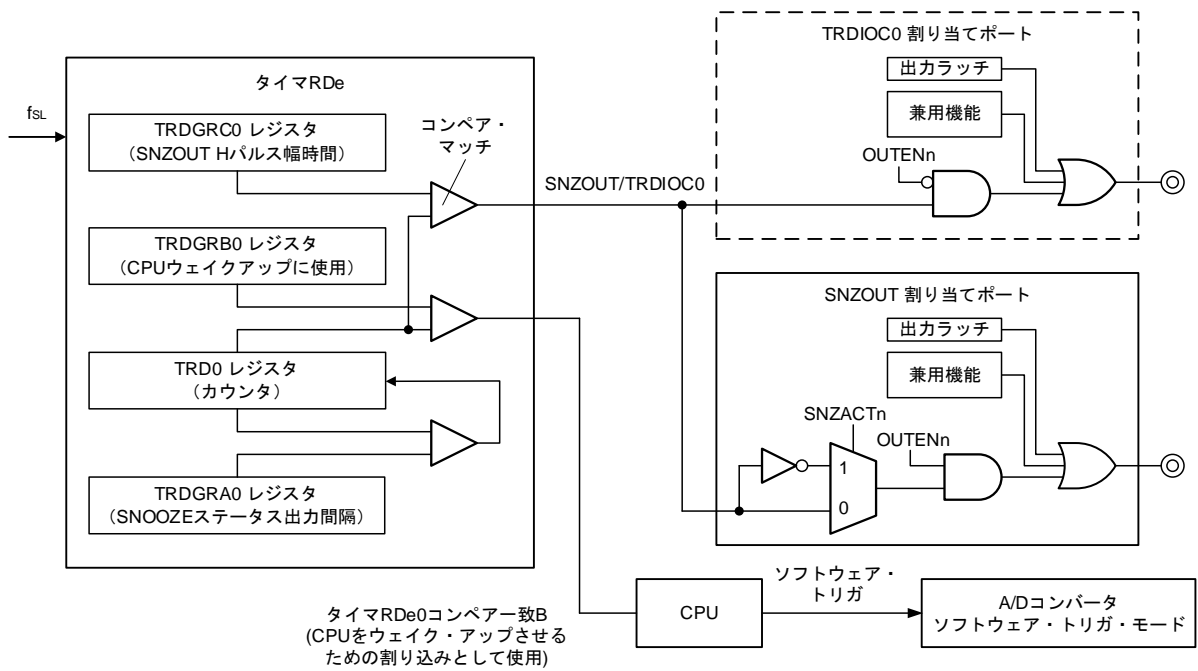 fSL
タイマRDe
TRDGRC0 レジスタ
(SNZOUT Hパルス幅時間)
コンペア・
マッチ
TRDGRB0 レジスタ
(CPUウェイクアップに使用)
TRD0 レジスタ
(カウンタ)
TRDGRA0 レジスタ
(SNOOZEステータス出力間隔)
SNZOUT/TRDIOC0
TRDIOC0 割り当てポート
出力ラッチ
兼用機能
OUTENn
SNZOUT 割り当てポート
出力ラッチ
兼用機能
SNZACTn
OUTENn
1
0
タイマRDe0コンペアー致B
(CPUをウェイク・アップさせる
ための割り込みとして使用)
CPU
ソフトウェア・
トリガ
A/Dコンバータ
ソフトウェア・トリガ・モード